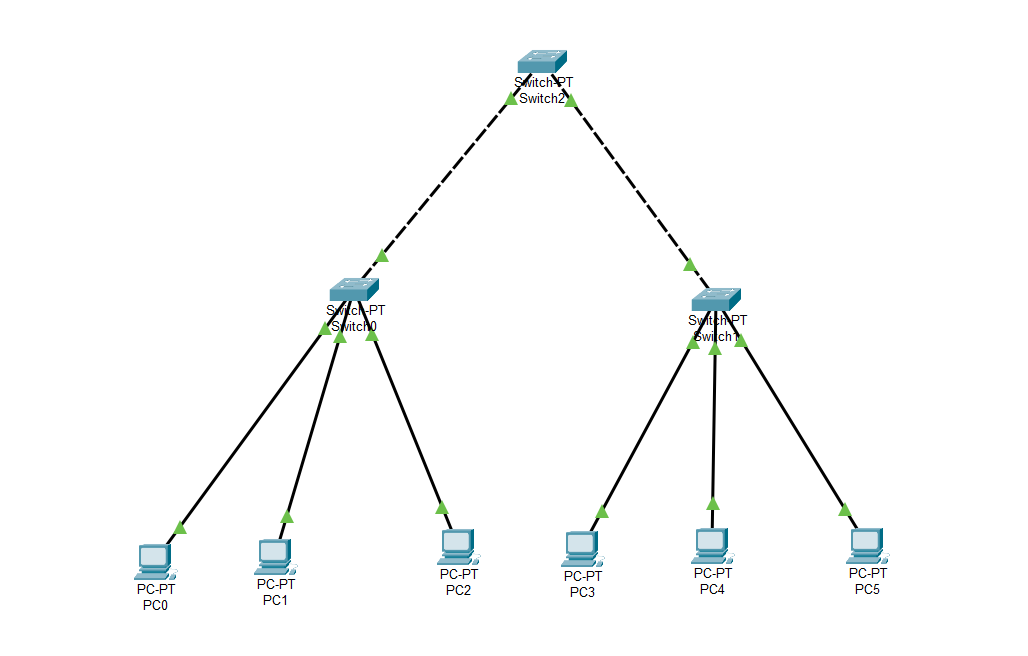 Switch-PT
Switch2
Switch-PT
Switch0
Switch-PT
Switch1
PC-PT
PC0
PC-PT
PC1
PC-PT
PC2
PC-PT
PC3
PC-PT
PC4
PC-PT
PC5